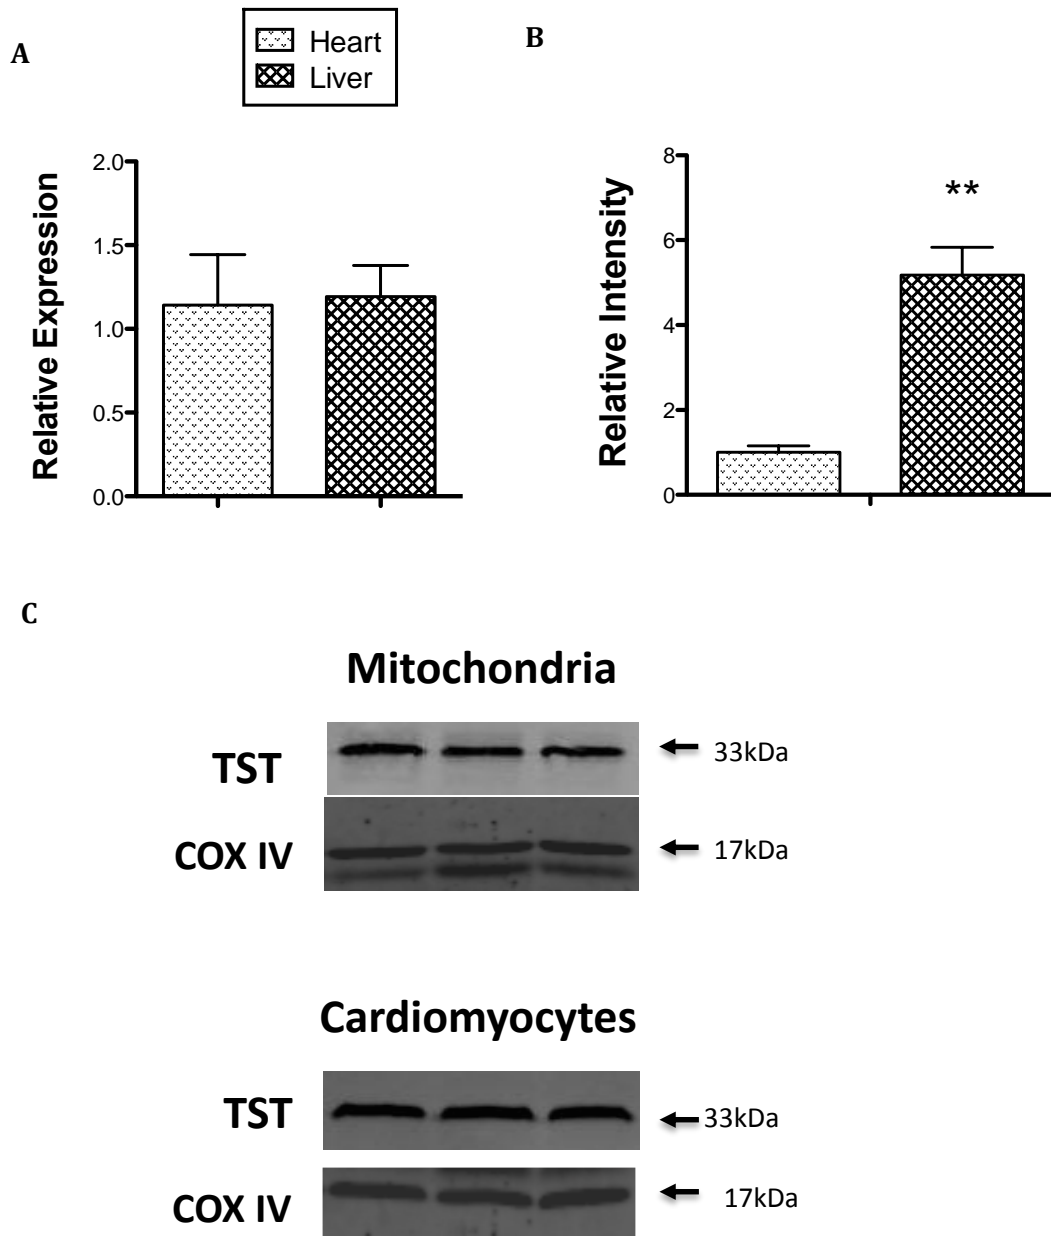 A
Heart
Liver
B
Relative Expression
2.0
1.5
1.0
0.5
0.0
Relative Intensity
8
6
4
2
0
**
C
Mitochondria
TST
33kDa
COX IV
17kDa
Cardiomyocytes
TST
33kDa
COX IV
17kDa